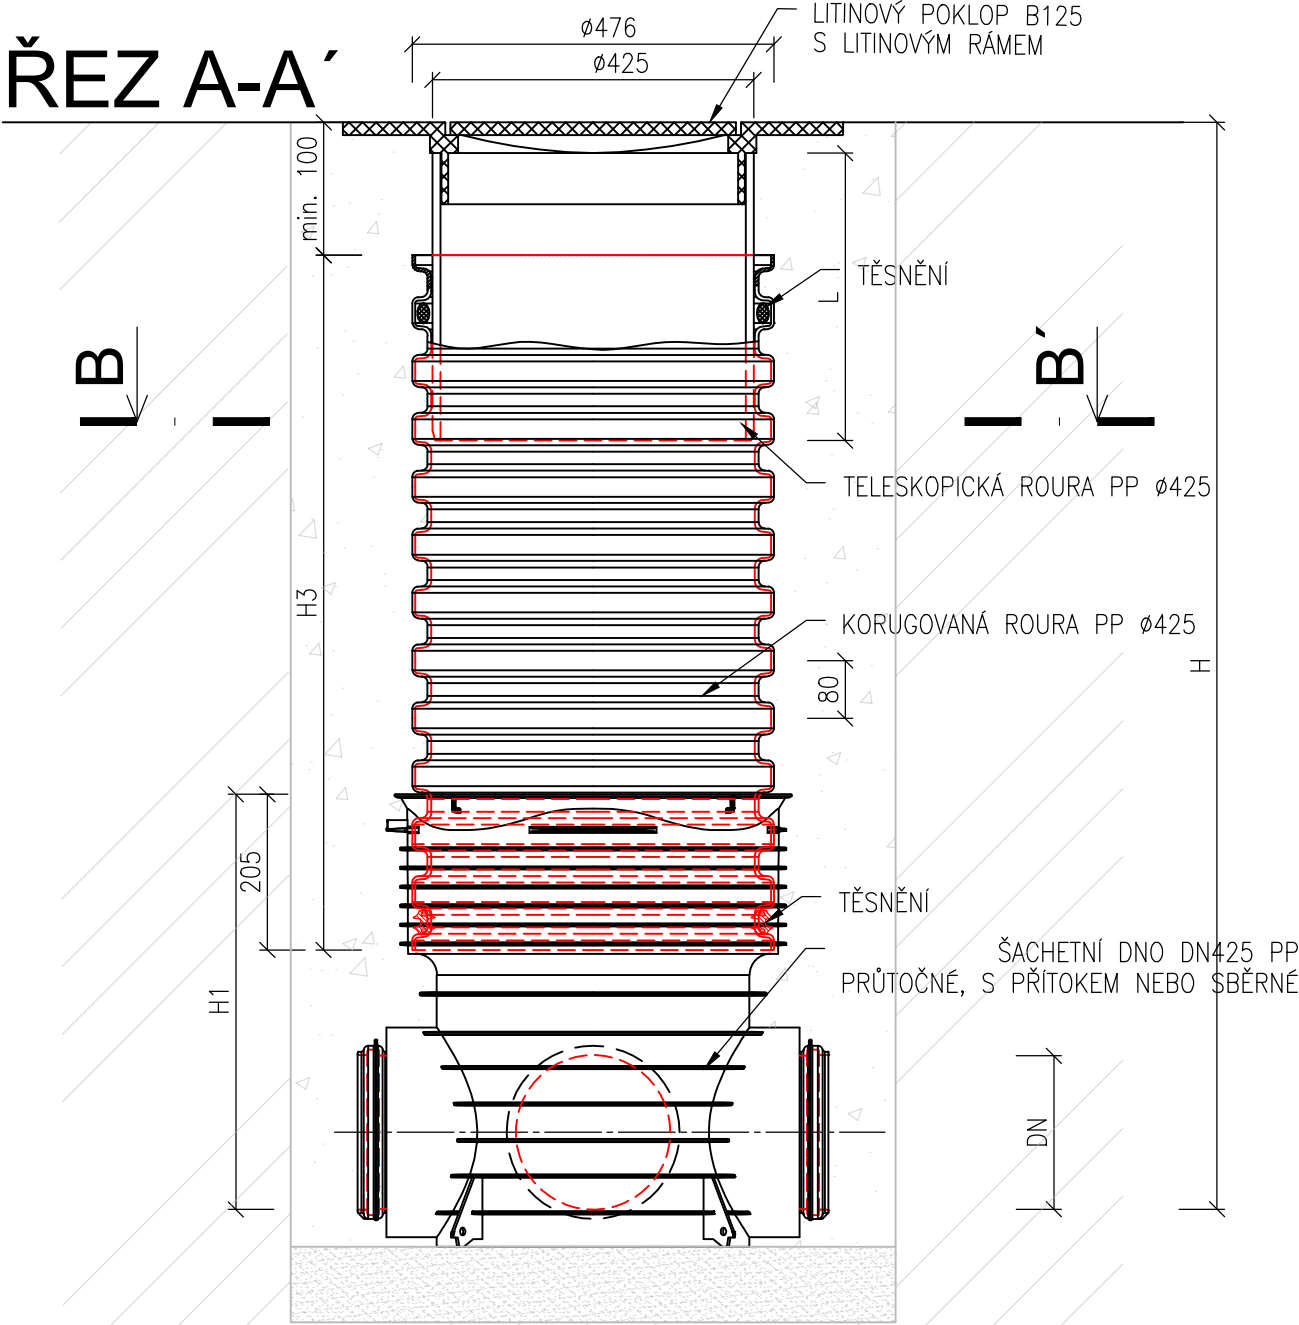 ŘEZ A-A´
ø476
ø425
LITINOVÝ POKLOP B125
S LITINOVÝM RÁMEM
min. 100
L
TĚSNĚNÍ
B
B´
TELESKOPICKÁ ROURA PP ø425
H3
KORUGOVANÁ ROURA PP ø425
H
80
205
TĚSNĚNÍ
H1
ŠACHETNÍ DNO DN425 PP
PRŮTOČNÉ, S PŘÍTOKEM NEBO SBĚRNÉ
DN